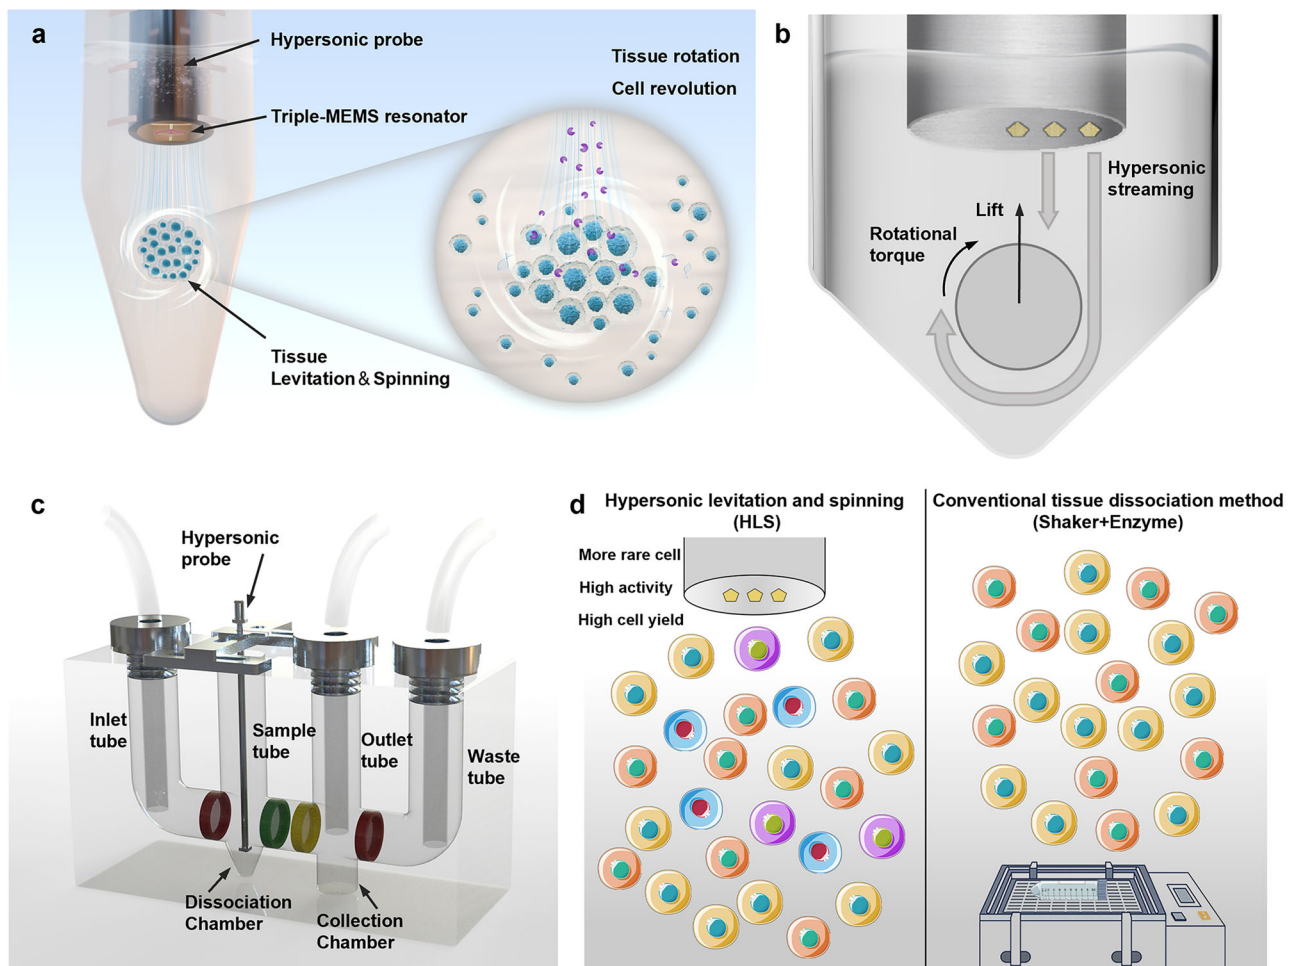 a
Hypersonic probe
Triple-MEMS resonator
Tissue rotation
Cell revolution
Tissue
Levitation & Spinning
b
Hypersonic
streaming
Lift
Rotational
torque
c
Hypersonic
probe
Inlet
tube
Sample
tube
Outlet
tube
Waste
tube
Dissociation
Chamber
Collection
Chamber
d
Hypersonic levitation and spinning
(HLS)
More rare cell
High activity
High cell yield
Conventional tissue dissociation method
(Shaker+Enzyme)